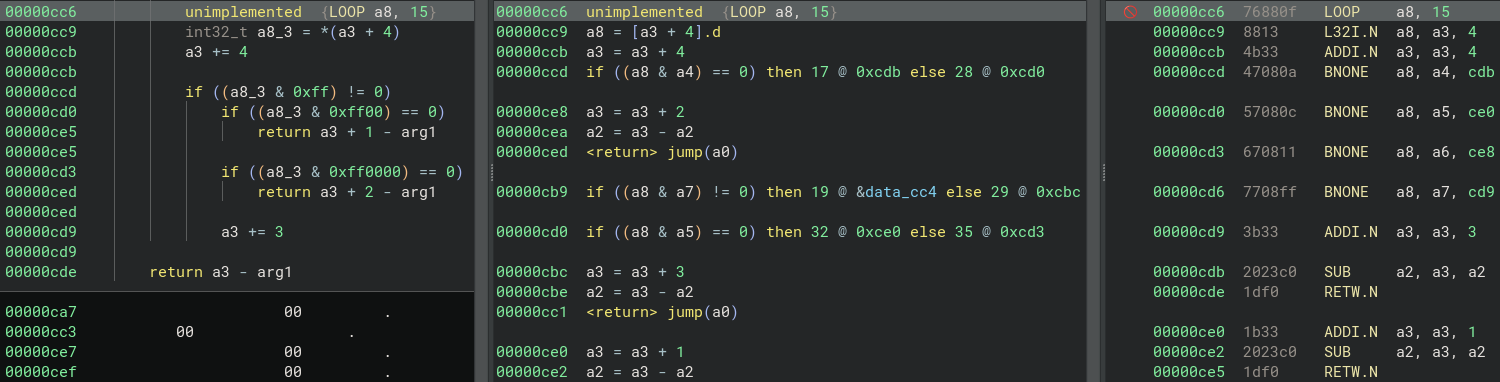 00000cc6 unimplemented {LOOP a8, 15}
00000cc9 int32_t a8_3 = *(a3 + 4)
00000ccb a3 += 4
00000ccb
00000ccd if ((a8_3 & 0xff) != 0)
00000cd0 if ((a8_3 & 0xff00) == 0)
00000ce5 return a3 + 1 - arg1
00000ce5
00000cd3 if ((a8_3 & 0xff0000) == 0)
00000ced return a3 + 2 - arg1
00000ced
00000cd9 a3 += 3
00000cd9
00000cde return a3 - arg1
00000ca7 00 .
00000cc3 00 .
00000ce7 00 .
00000cef 00 .
00000cc6 unimplemented {LOOP a8, 15}
00000cc9 a8 = [a3 + 4].d
00000ccb a3 = a3 + 4
00000ccd if ((a8 & a4) == 0) then 17 @ 0xcdb else 28 @ 0xcd0
00000ce8 a3 = a3 + 2
00000cea a2 = a3 - a2
00000ced <return> jump(a0)
00000cb9 if ((a8 & a7) != 0) then 19 @ &data_cc4 else 29 @ 0xcbc
00000cd0 if ((a8 & a5) == 0) then 32 @ 0xce0 else 35 @ 0xcd3
00000cbc a3 = a3 + 3
00000cbe a2 = a3 - a2
00000cc1 <return> jump(a0)
00000ce0 a3 = a3 + 1
00000ce2 a2 = a3 - a2
00000cc6 76880f LOOP a8, 15
00000cc9 8813 L32I.N a8, a3, 4
00000ccb 4b33 ADDI.N a3, a3, 4
00000ccd 47080a BNONE a8, a4, cdb
00000cd0 57080c BNONE a8, a5, ce0
00000cd3 670811 BNONE a8, a6, ce8
00000cd6 7708ff BNONE a8, a7, cd9
00000cd9 3b33 ADDI.N a3, a3, 3
00000cdb 2023c0 SUB a2, a3, a2
00000cde 1df0 RETW.N
00000ce0 1b33 ADDI.N a3, a3, 1
00000ce2 2023c0 SUB a2, a3, a2
00000ce5 1df0 RETW.N